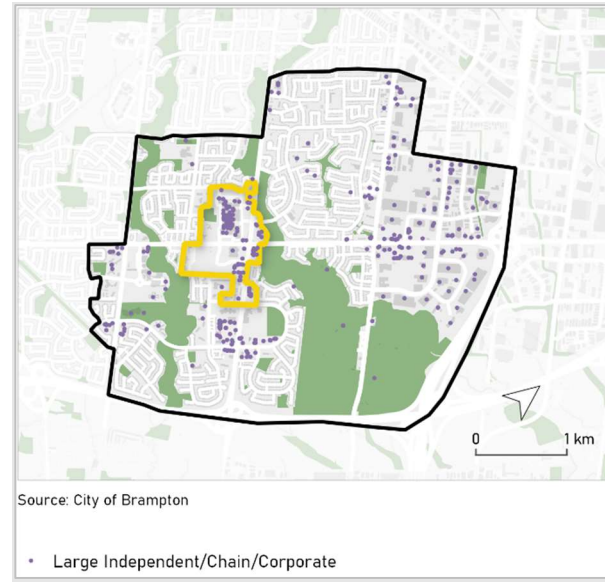 0 1 km
Source: City of Brampton
Large Independent/Chain/Corporate